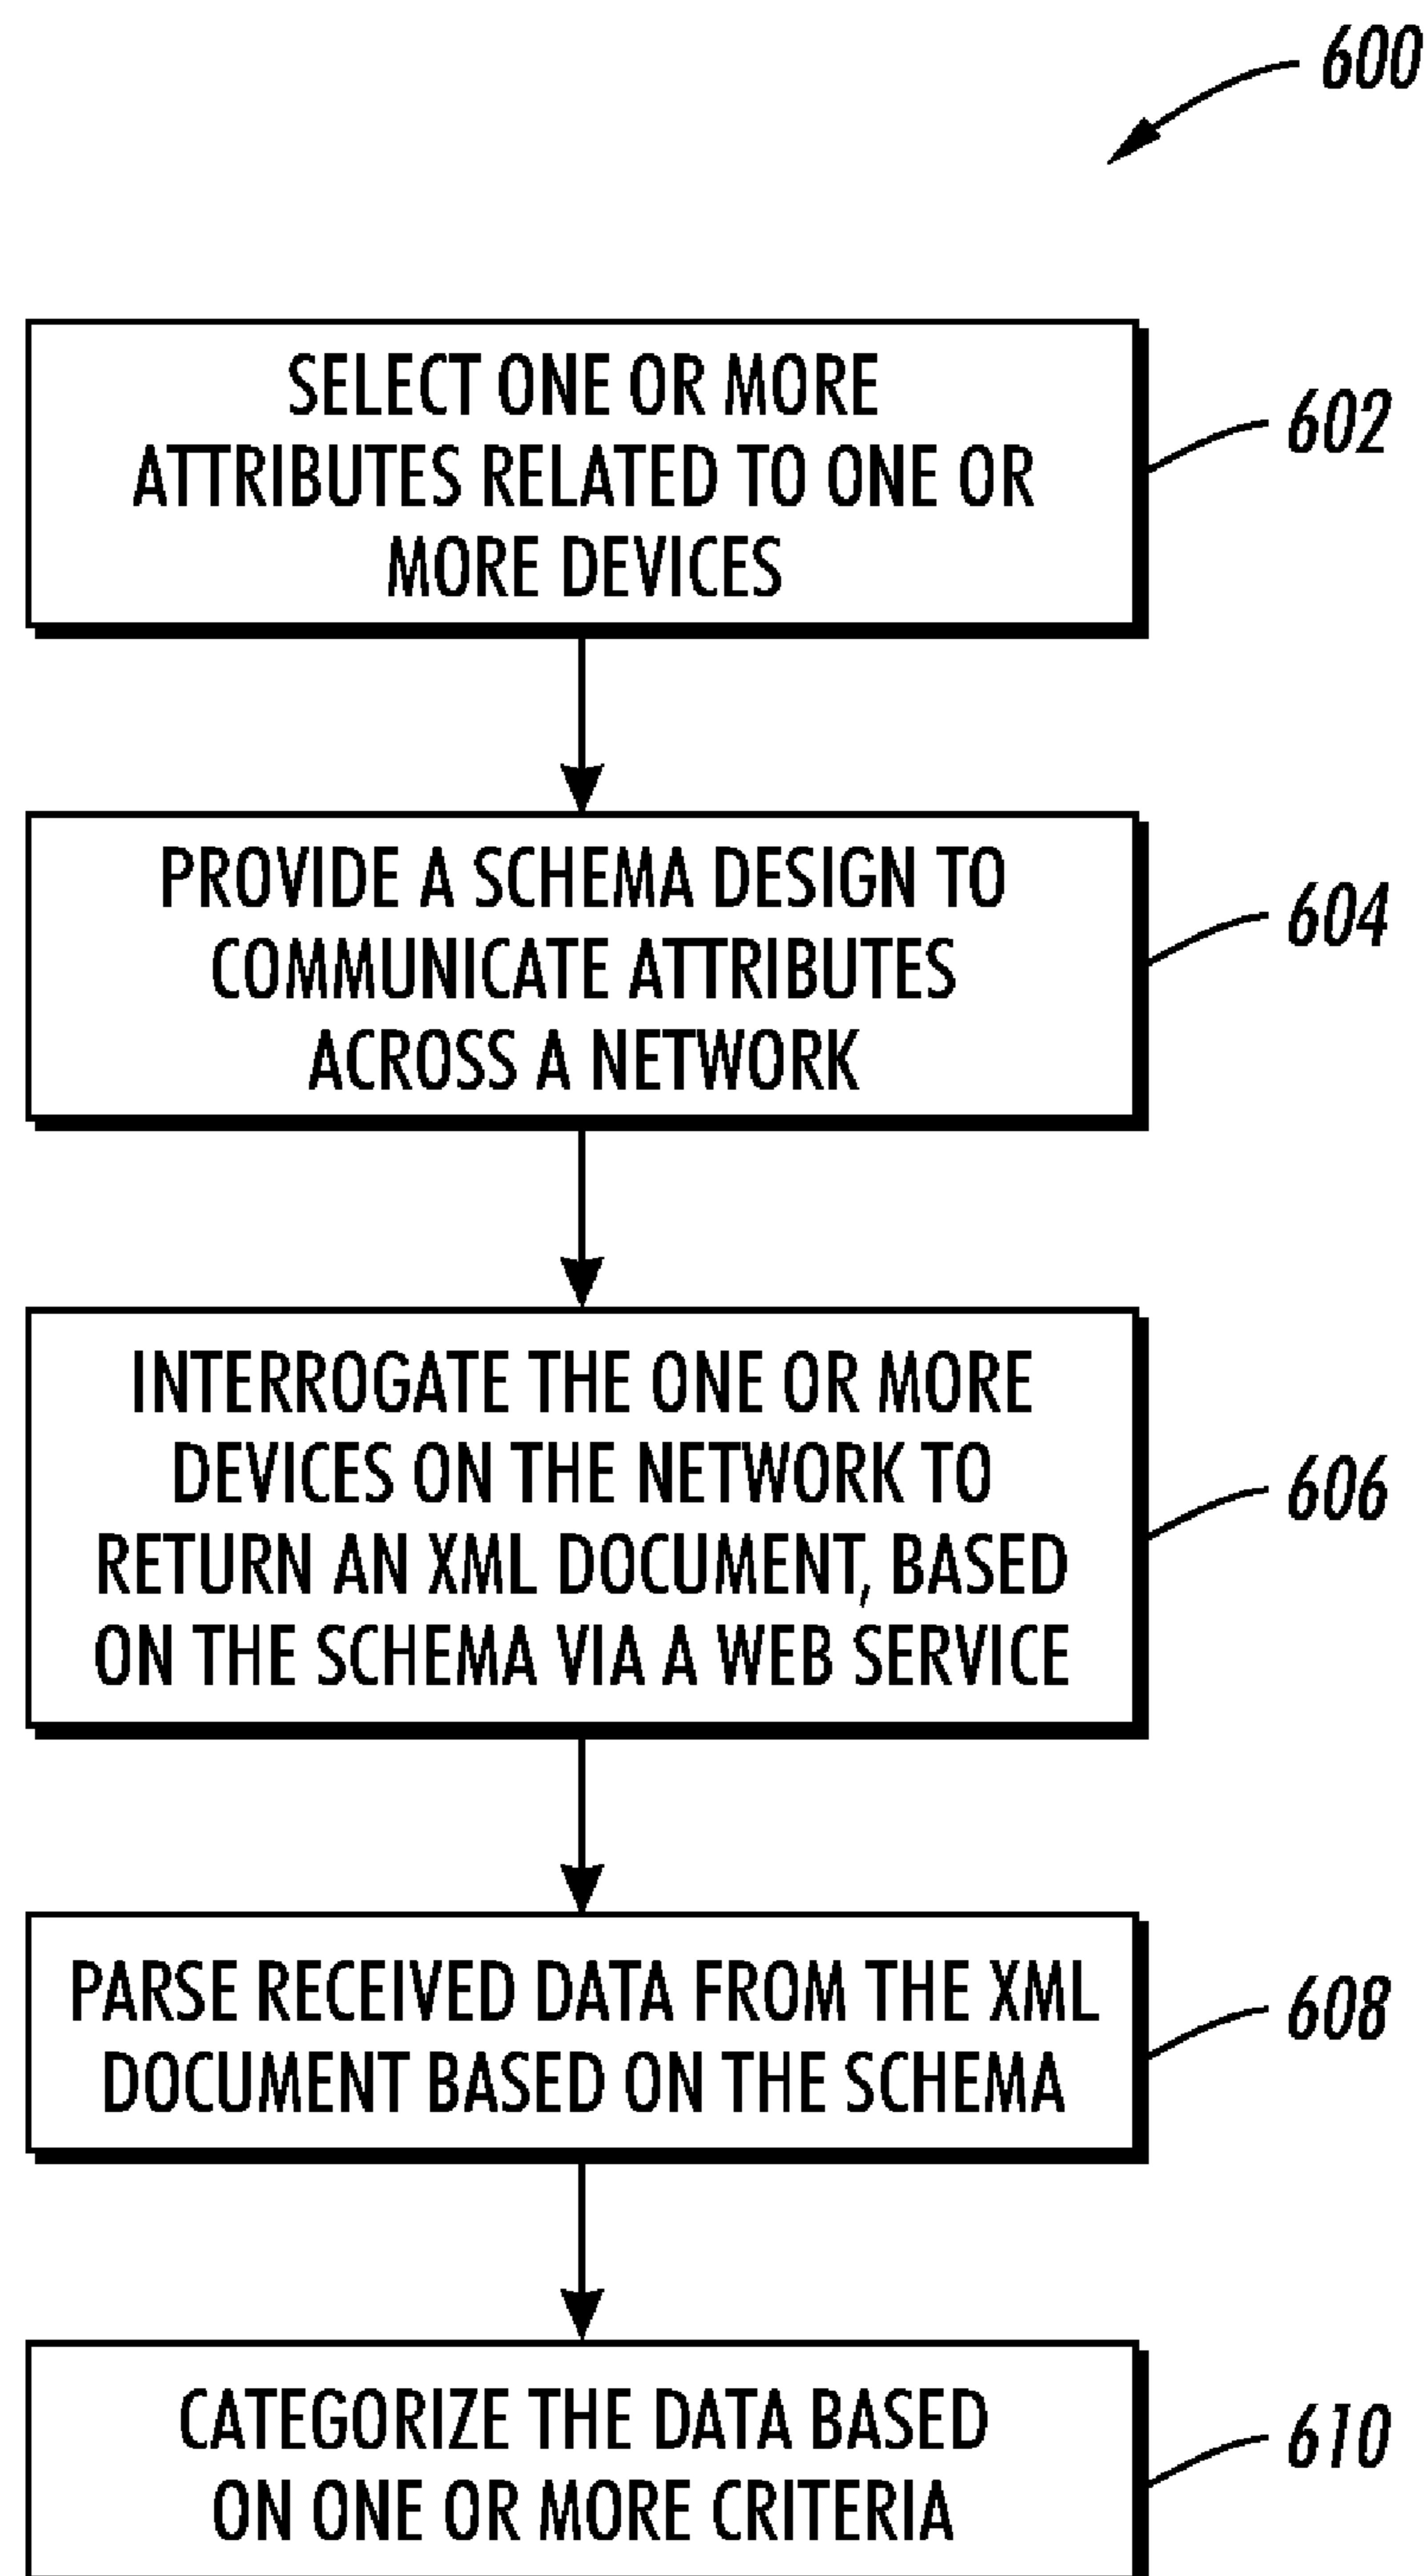 600
SELECT ONE OR MORE
ATTRIBUTES RELATED TO ONE OR
MORE DEVICES
602
PROVIDE A SCHEMA DESIGN TO
COMMUNICATE ATTRIBUTES
ACROSS A NETWORK
604
INTERROGATE THE ONE OR MORE
DEVICES ON THE NETWORK TO
RETURN AN XML DOCUMENT, BASED
ON THE SCHEMA VIA A WEB SERVICE
606
PARSE RECEIVED DATA FROM THE XML
DOCUMENT BASED ON THE SCHEMA
608
CATEGORIZE THE DATA BASED
ON ONE OR MORE CRITERIA
610